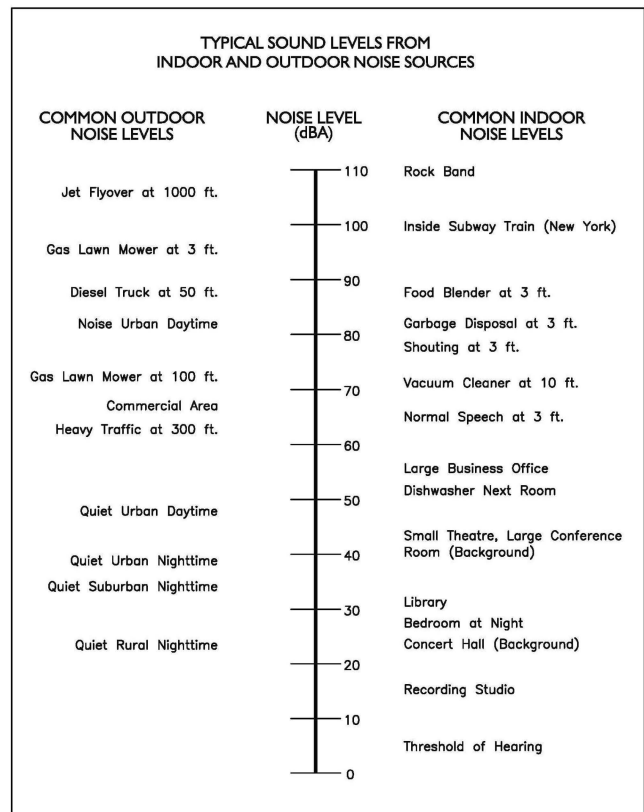 TYPICAL SOUND LEVELS FROM
INDOOR AND OUTDOOR NOISE SOURCES
COMMON OUTDOOR
NOISE LEVELS
NOISE LEVEL
(dBA)
COMMON INDOOR
NOISE LEVELS
110
Rock Band
Jet Flyover at 1000 ft.
100
Inside Subway Train (New York)
Gas Lawn Mower at 3 ft.
90
Diesel Truck at 50 ft.
Food Blender at 3 ft.
Noise Urban Daytime
Garbage Disposal at 3 ft.
80
Shouting at 3 ft.
Gas Lawn Mower at 100 ft.
Vacuum Cleaner at 10 ft.
70
Commercial Area
Normal Speech at 3 ft.
Heavy Traffic at 300 ft.
60
Large Business Office
Dishwasher Next Room
50
Quiet Urban Daytime
Small Theatre, Large Conference
Room (Background)
40
Quiet Urban Nighttime
Quiet Suburban Nighttime
Library
30
Bedroom at Night
Quiet Rural Nighttime
Concert Hall (Background)
20
Recording Studio
10
Threshold of Hearing
0